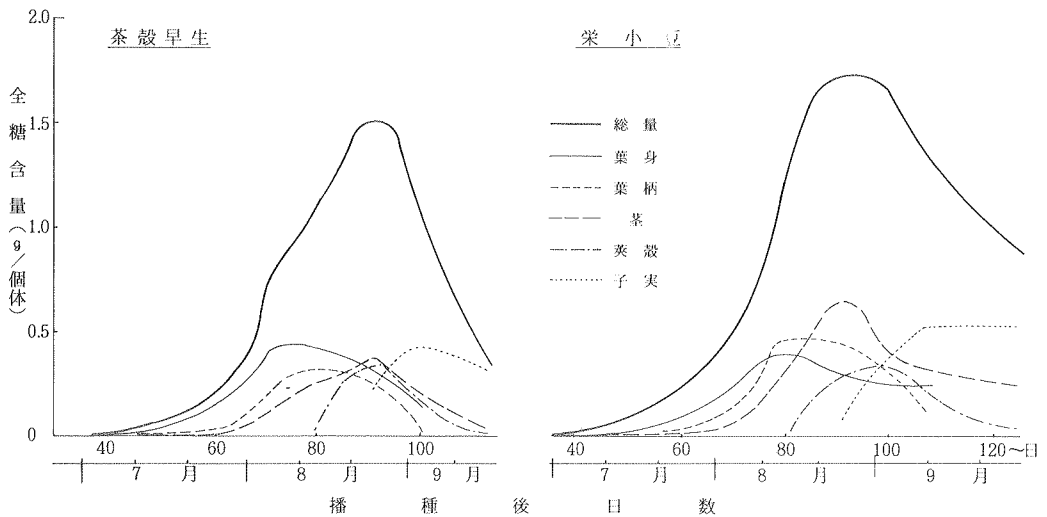 茶殻早生
栄小豆
全糖含量(g/個体)
2.0
1.5
1.0
0.5
0
総量
葉身
葉柄
茎
莢殻
子実
40 60 80 100
40 60 80 100 120~日
7月 8月 9月
7月 8月 9月
播種後日数